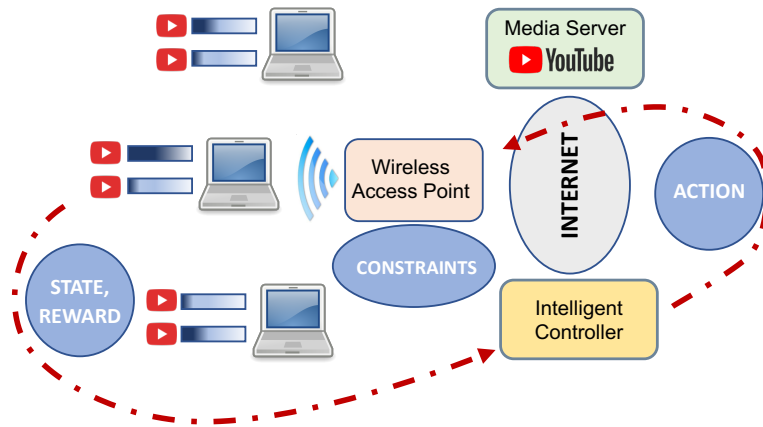 Media Server
YouTube
Wireless
Access Point
INTERNET
ACTION
CONSTRAINTS
STATE,
REWARD
Intelligent
Controller